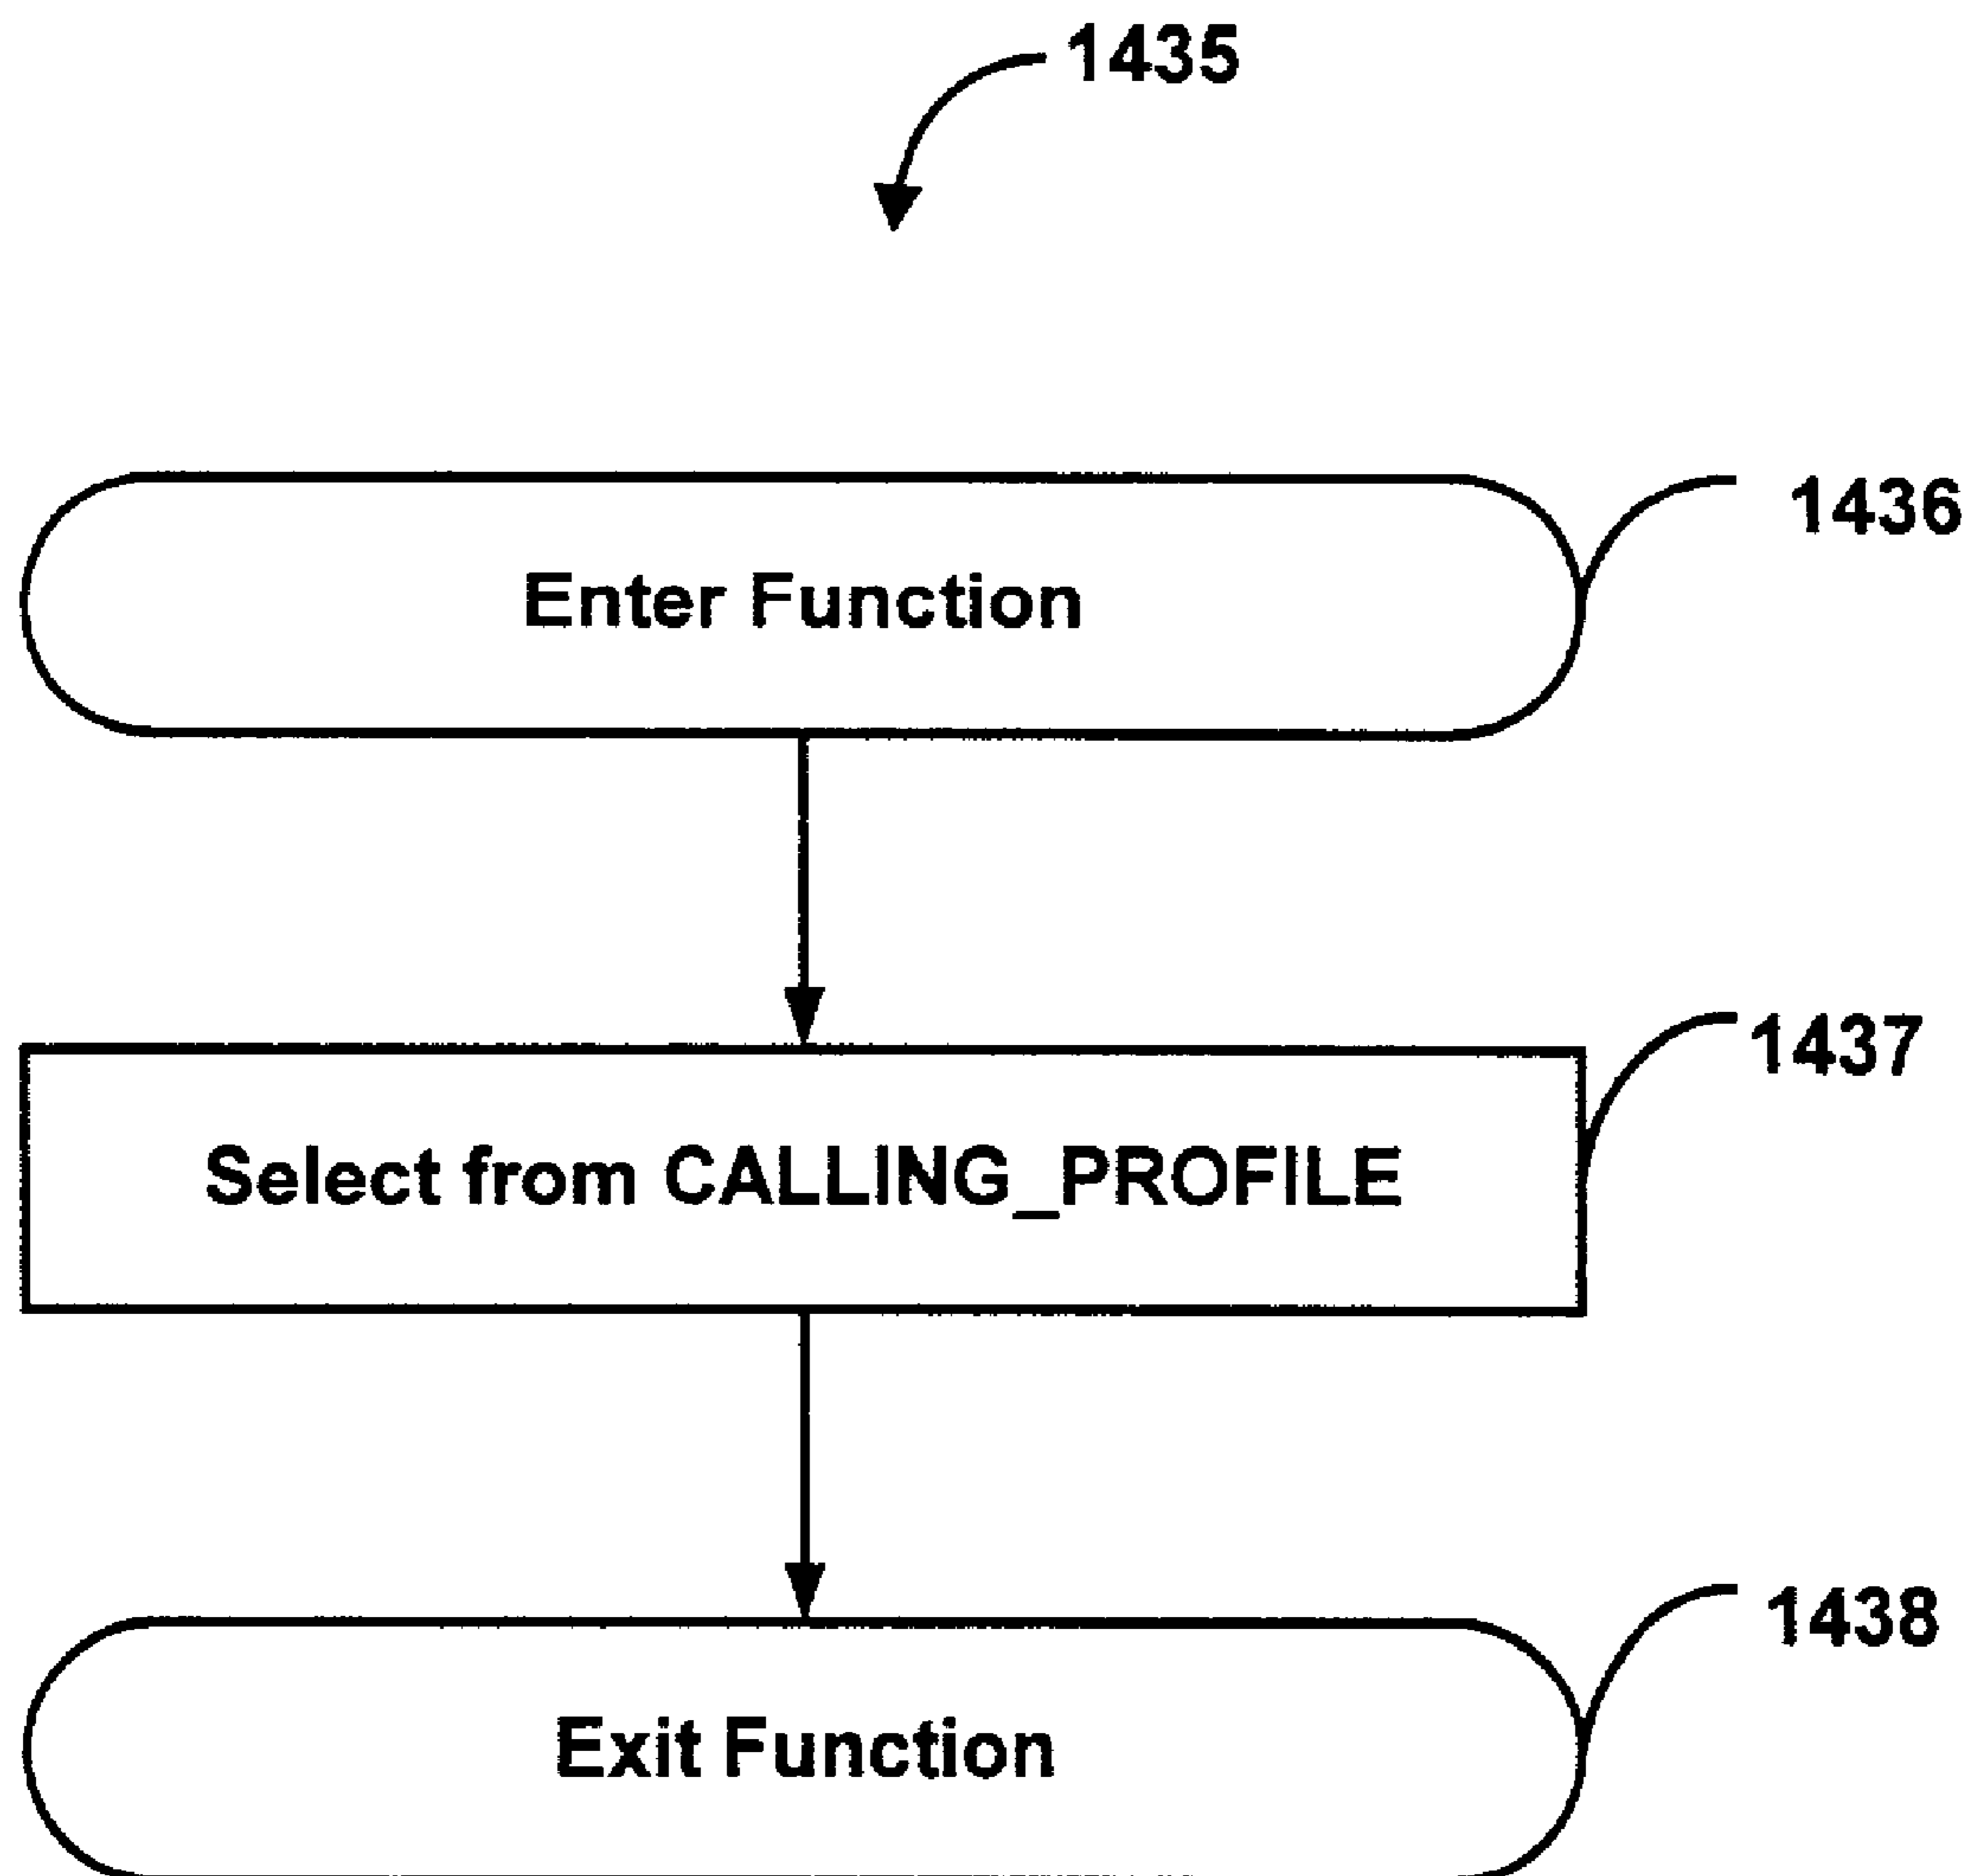 1435
1436
Enter Function
1437
Select from CALLING_PROFILE
1438
Exit Function